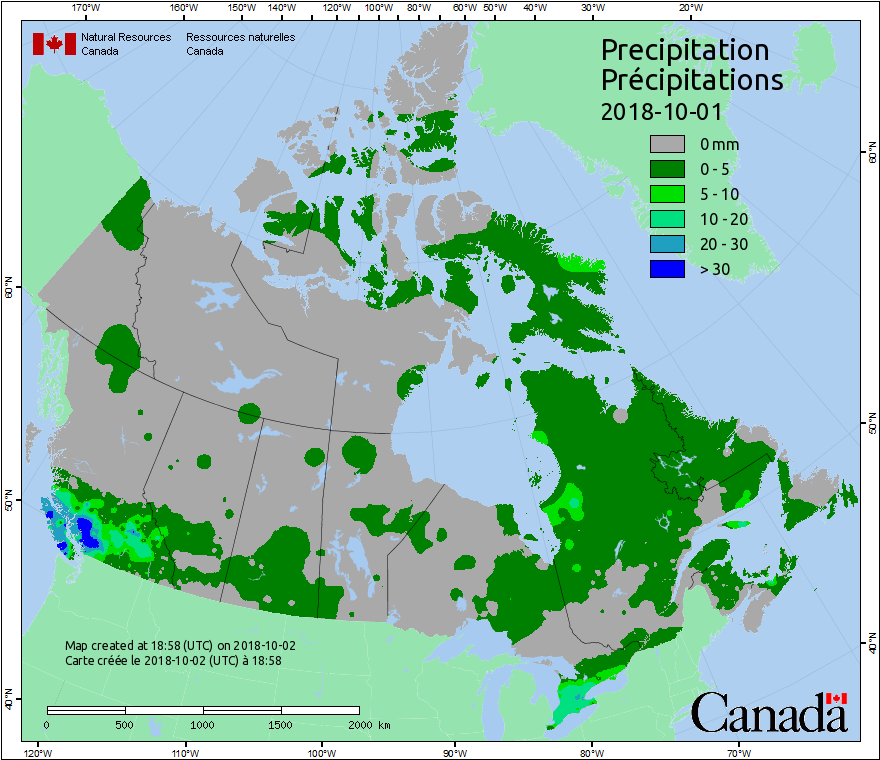 170°W 160°W 150°W 140°W 120°W 100°W 80°W 60°W 50°W 40°W 30°W 20°W
Natural Resources Ressources naturelles
Canada Canada
Precipitation
Précipitations
2018-10-01
0 mm
0 - 5
5 - 10
10 - 20
20 - 30
> 30
60°N
60°N
50°N
50°N
40°N
40°N
Map created at 18:58 (UTC) on 2018-10-02
Carte créée le 2018-10-02 (UTC) à 18:58
0 500 1000 1500 2000 km
Canada
120°W 110°W 100°W 90°W 80°W 70°W